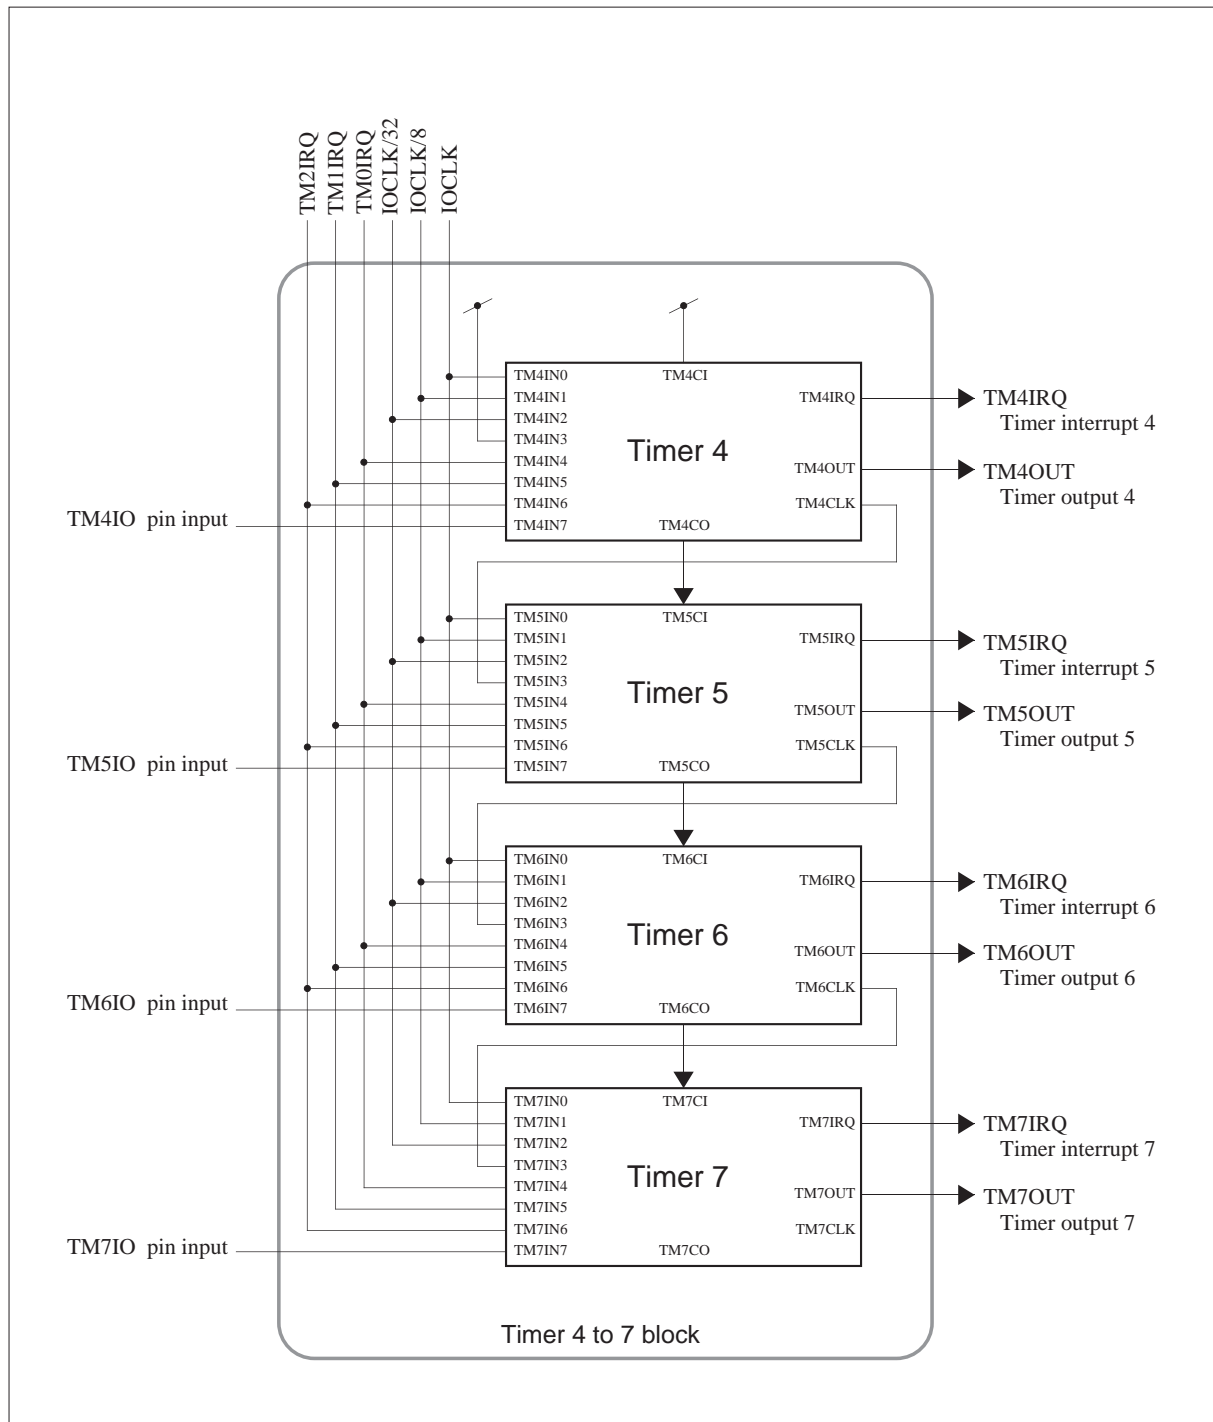 TM2IRQ
TM1IRQ
TM0IRQ
IOCLK/32
IOCLK/8
IOCLK
TM4IN0
TM4IN1
TM4IN2
TM4IN3
TM4IN4
TM4IN5
TM4IN6
TM4IN7
TM4CI
Timer 4
TM4CO
TM4IRQ
TM4OUT
TM4CLK
TM4IO pin input
TM4IRQ
Timer interrupt 4
TM4OUT
Timer output 4
TM5IN0
TM5IN1
TM5IN2
TM5IN3
TM5IN4
TM5IN5
TM5IN6
TM5IN7
TM5CI
Timer 5
TM5CO
TM5IRQ
TM5OUT
TM5CLK
TM5IO pin input
TM5IRQ
Timer interrupt 5
TM5OUT
Timer output 5
TM6IN0
TM6IN1
TM6IN2
TM6IN3
TM6IN4
TM6IN5
TM6IN6
TM6IN7
TM6CI
Timer 6
TM6CO
TM6IRQ
TM6OUT
TM6CLK
TM6IO pin input
TM6IRQ
Timer interrupt 6
TM6OUT
Timer output 6
TM7IN0
TM7IN1
TM7IN2
TM7IN3
TM7IN4
TM7IN5
TM7IN6
TM7IN7
TM7CI
Timer 7
TM7CO
TM7IRQ
TM7OUT
TM7CLK
TM7IO pin input
TM7IRQ
Timer interrupt 7
TM7OUT
Timer output 7
Timer 4 to 7 block